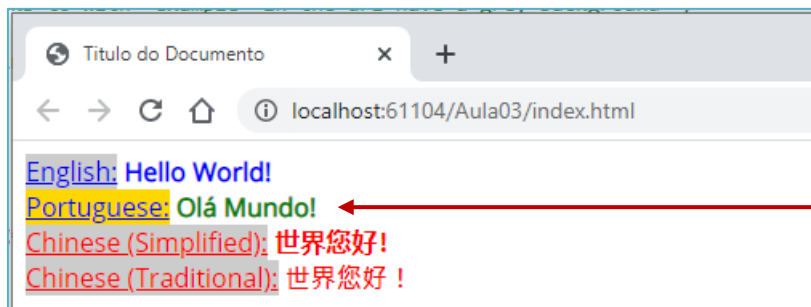 Titulo do Documento
localhost:61104/Aula03/index.html
English: Hello World!
Portuguese: Olá Mundo!
Chinese (Simplified): 世界您好!
Chinese (Traditional): 世界您好！